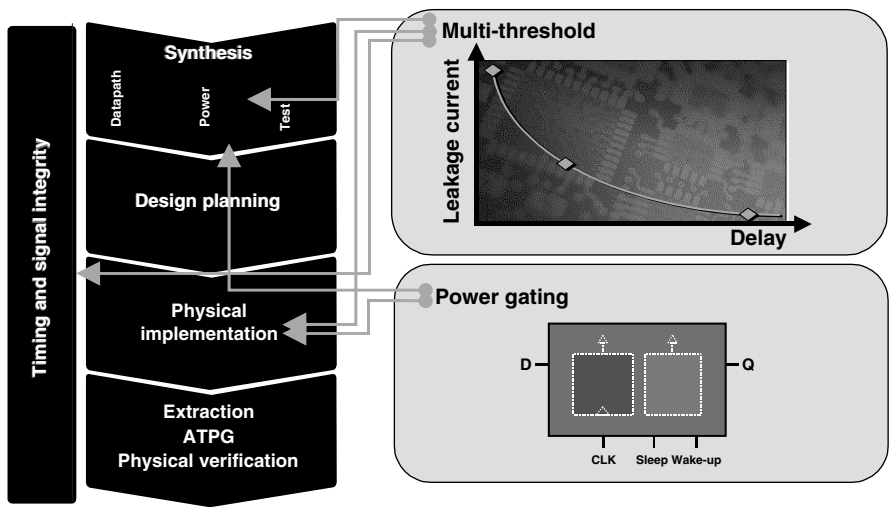 Timing and signal integrity
Synthesis
Datapath
Power
Test
Design planning
Physical
implementation
Extraction
ATPG
Physical verification
Multi-threshold
Leakage current
Delay
Power gating
D
Q
CLK
Sleep
Wake-up